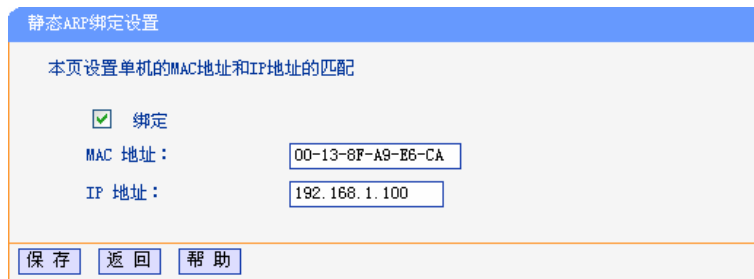 静态ARP绑定设置
本页设置单机的MAC地址和IP地址的匹配
绑定
MAC 地址： 00-13-8F-A9-E6-CA
IP 地址： 192.168.1.100
保 存 返 回 帮 助